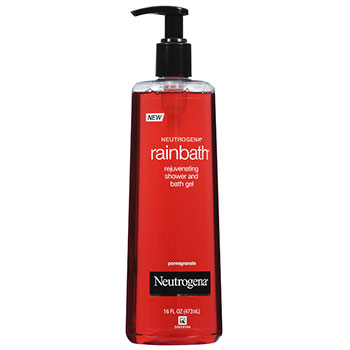 NEW
NEUTROGENA®
rainbath®
rejuvenating
shower and
bath gel
pomegranate
Neutrogena®
16 FL OZ (473mL)